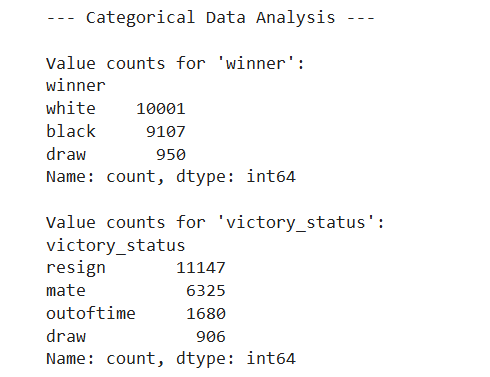 --- Categorical Data Analysis ---
Value counts for 'winner':
winner
white    10001
black     9107
draw       950
Name: count, dtype: int64
Value counts for 'victory_status':
victory_status
resign       11147
mate          6325
outoftime     1680
draw           906
Name: count, dtype: int64